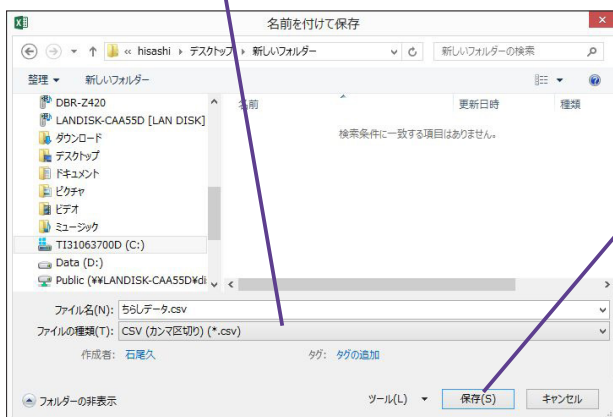 名前を付けて保存
« hisashi ▸ デスクトップ ▸ 新しいフォルダー
新しいフォルダーの検索
整理 ▼ 新しいフォルダー
名前 更新日時 種類
検索条件に一致する項目はありません。
DBR-Z420
LANDISK-CAA55D [LAN DISK]
ダウンロード
デスクトップ
ドキュメント
ピクチャ
ビデオ
ミュージック
TI31063700D (C:)
Data (D:)
Public (¥¥LANDISK-CAA55D¥di
ファイル名(N): ちらしデータ.csv
ファイルの種類(T): CSV (カンマ区切り) (*.csv)
作成者: 石尾久 タグ: タグの追加
フォルダーの非表示 ツール(L) ▼ 保存(S) キャンセル